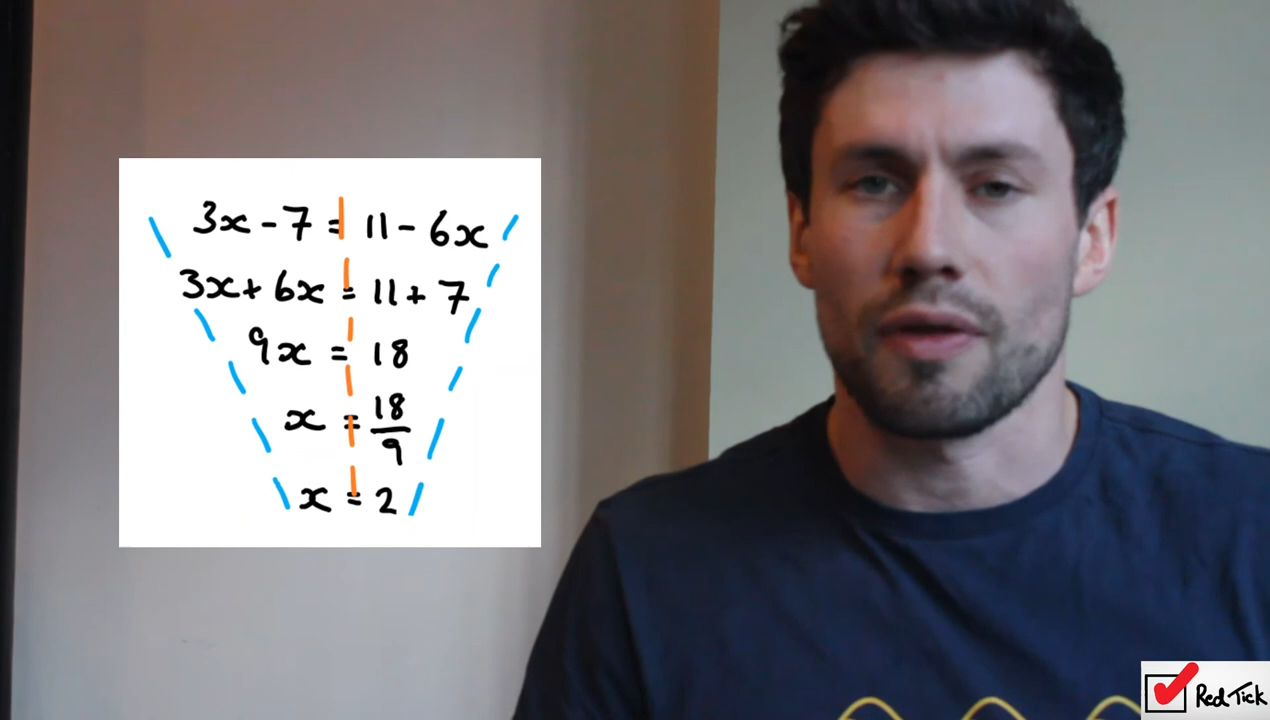 3x - 7 = 11 - 6x
3x + 6x = 11 + 7
9x = 18
x = 18/9
x = 2
Red Tick